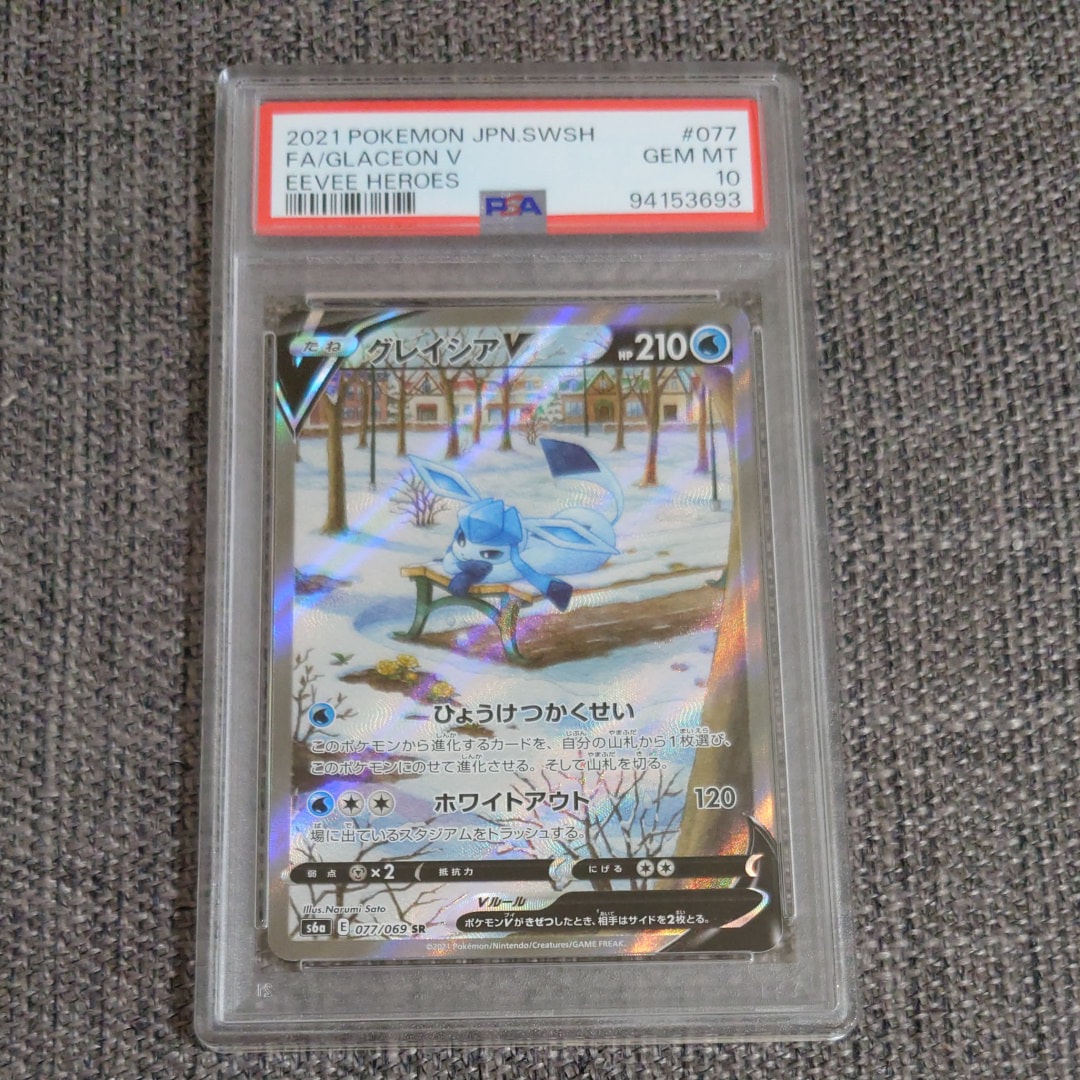 2021 POKEMON JPN.SWSH #077
FA/GLACEON V GEM MT
EEVEE HEROES 10
PSA 94153693
たね グレイシアV HP 210
ひょうけつかくせい
このポケモンから進化するカードを、自分の山札から1枚選び、
このポケモンにのせて進化させる。そして山札を切る。
ホワイトアウト 120
場に出ているスタジアムをトラッシュする。
弱点 ×2 抵抗力 にげる
Illus.Narumi Sato
Vルール
ポケモンVがきぜつしたとき、相手はサイドを2枚とる。
s6a E 077/069 SR
©2021 Pokémon/Nintendo/Creatures/GAME FREAK.